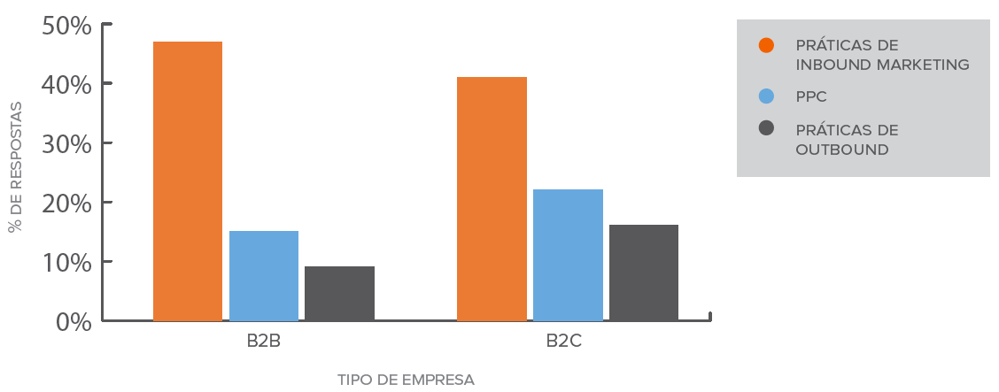 50%
40%
30%
20%
10%
0%
% DE RESPOSTAS
B2B
B2C
TIPO DE EMPRESA
PRÁTICAS DE
INBOUND MARKETING
PPC
PRÁTICAS DE
OUTBOUND